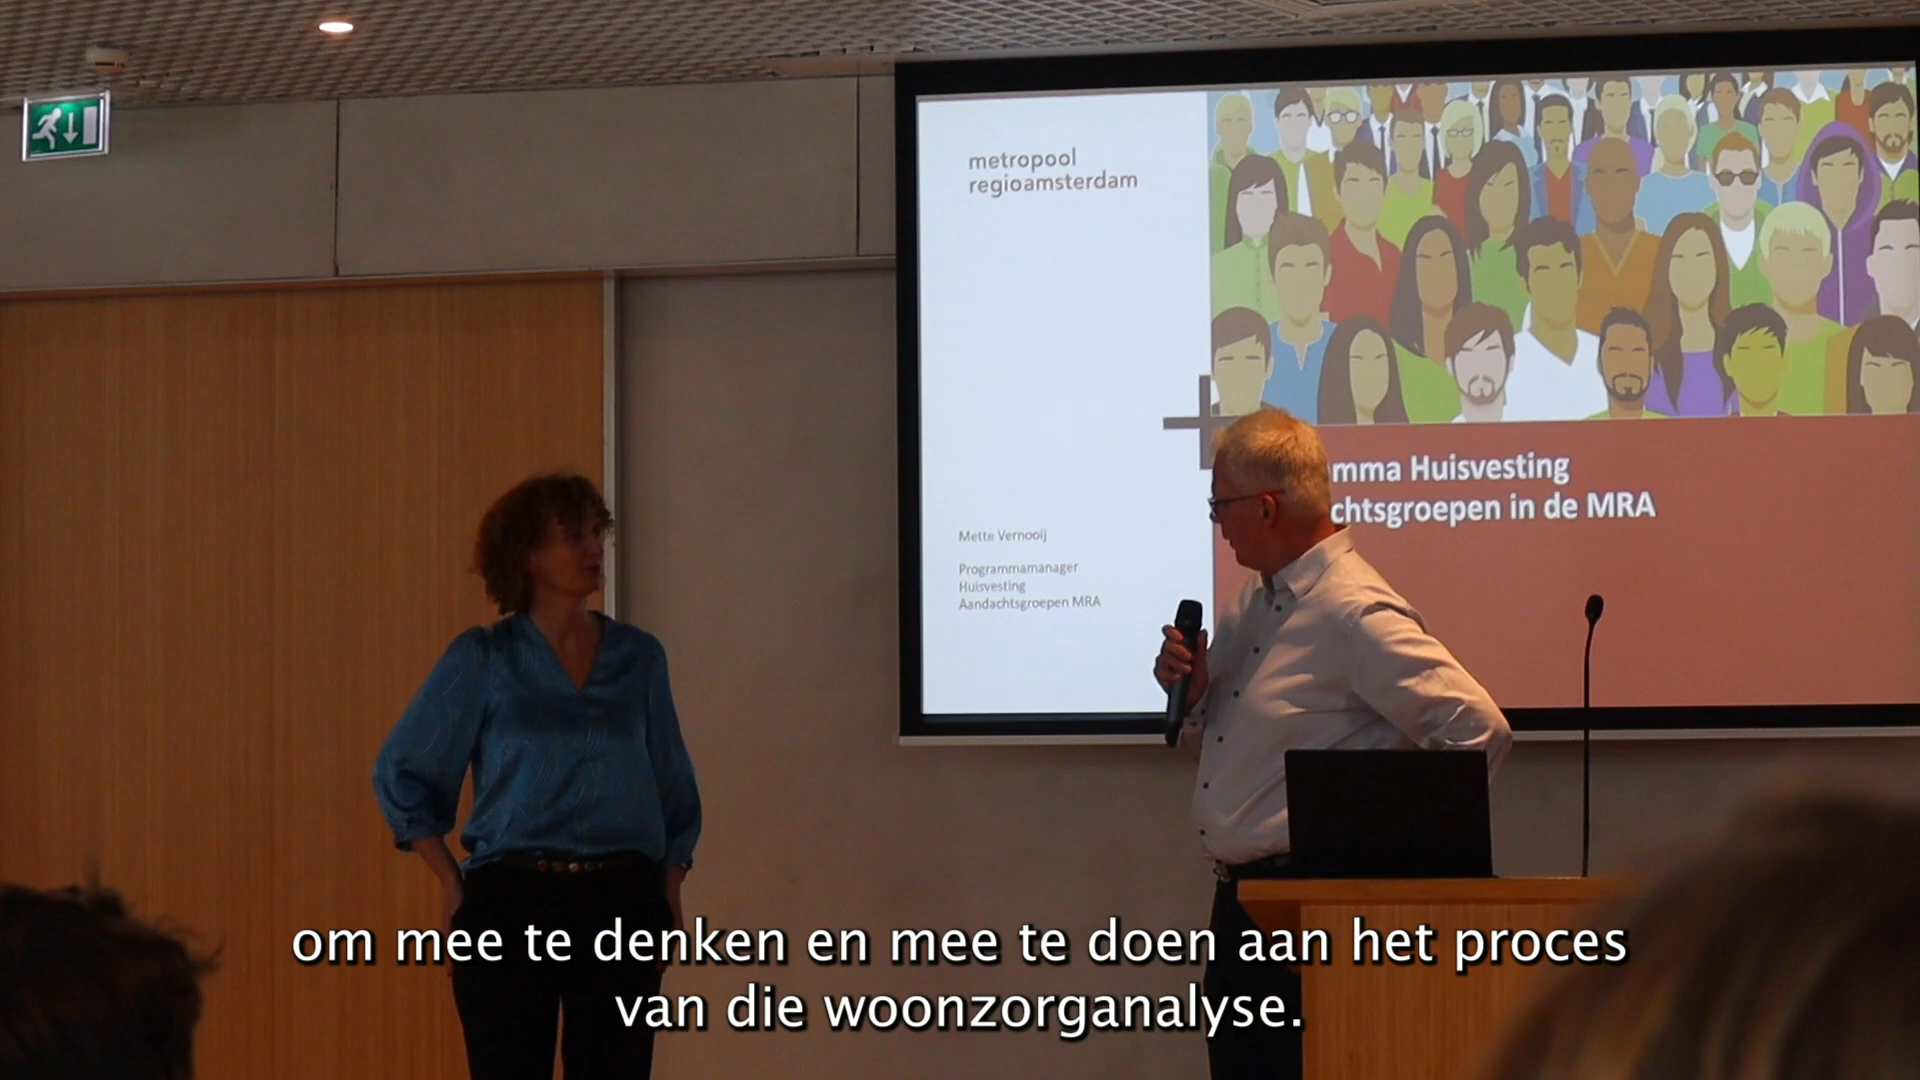 metropool
regioamsterdam
mma Huisvesting
chtsgroepen in de MRA
Mette Vernooij
Programmamanager
Huisvesting
Aandachtsgroepen MRA
om mee te denken en mee te doen aan het proces
van die woonzorganalyse.